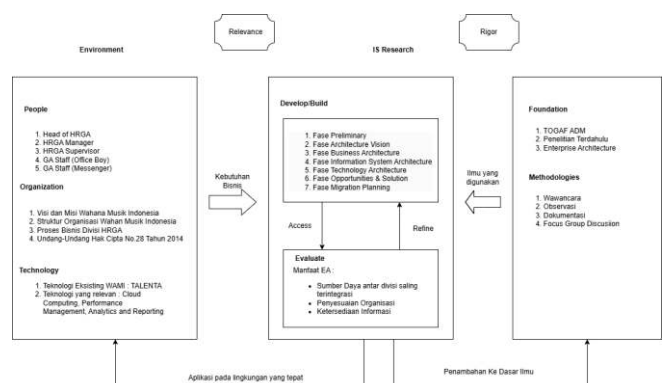 Relevance
Rigor
Environment
IS Research
People
1. Head of HRGA
2. HRGA Manager
3. HRGA Supervisor
4. GA Staff (Office Boy)
5. GA Staff (Messenger)
Organization
1. Visi dan Misi Wahana Musik Indonesia
2. Struktur Organisasi Wahan Musik Indonesia
3. Proses Bisnis Divisi HRGA
4. Undang-Undang Hak Cipta No.28 Tahun 2014
Technology
1. Teknologi Eksisting WAMI : TALENTA
2. Teknologi yang relevan : Cloud
Computing, Performance
Management, Analytics and Reporting
Kebutuhan
Bisnis
Develop/Build
1. Fase Preliminary
2. Fase Architecture Vision
3. Fase Business Architecture
4. Fase Information System Architecture
5. Fase Technology Architecture
6. Fase Opportunities & Solution
7. Fase Migration Planning
Access
Refine
Evaluate
Manfaat EA :
• Sumber Daya antar divisi saling
terintegrasi
• Penyesuaian Organisasi
• Ketersediaan Informasi
Ilmu yang
digunakan
Foundation
1. TOGAF ADM
2. Penelitian Terdahulu
3. Enterprise Architecture
Methodologies
1. Wawancara
2. Observasi
3. Dokumentasi
4. Focus Group Discusiion
Aplikasi pada lingkungan yang tepat
Penambahan Ke Dasar Ilmu